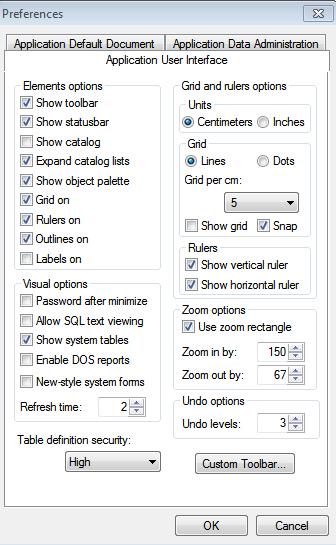 Preferences
Application Default Document
Application Data Administration
Application User Interface
Elements options
Show toolbar
Show statusbar
Show catalog
Expand catalog lists
Show object palette
Grid on
Rulers on
Outlines on
Labels on
Visual options
Password after minimize
Allow SQL text viewing
Show system tables
Enable DOS reports
New-style system forms
Refresh time: 2
Table definition security:
High
Grid and rulers options
Units
Centimeters Inches
Grid
Lines Dots
Grid per cm:
5
Show grid Snap
Rulers
Show vertical ruler
Show horizontal ruler
Zoom options
Use zoom rectangle
Zoom in by: 150
Zoom out by: 67
Undo options
Undo levels: 3
Custom Toolbar...
OK Cancel